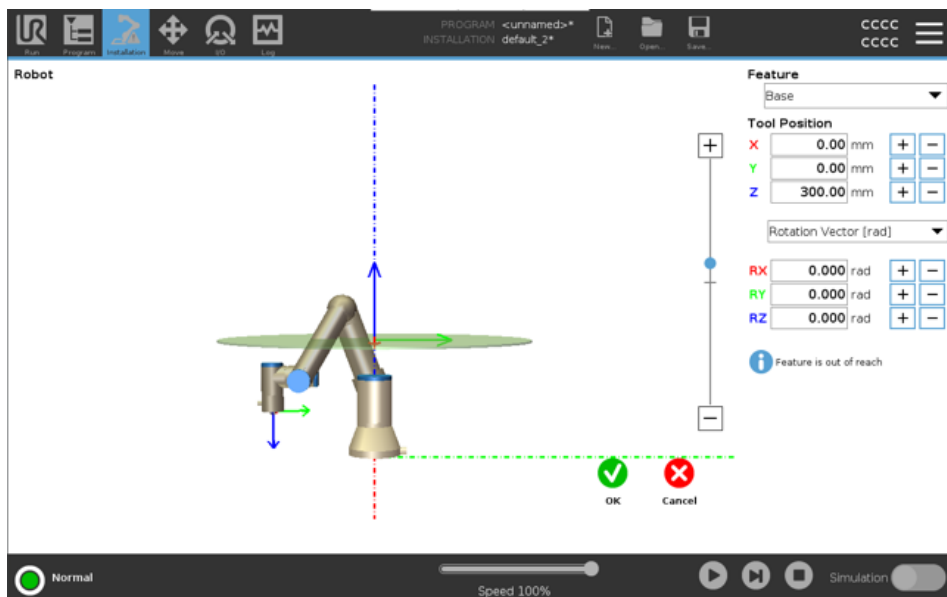 PROGRAM <unnamed>*
INSTALLATION default_2*
cccc
cccc
Run Program Installation Move I/O Log New... Open... Save...
Robot
Feature
Base
Tool Position
X 0.00 mm + −
Y 0.00 mm + −
Z 300.00 mm + −
Rotation Vector [rad]
RX 0.000 rad + −
RY 0.000 rad + −
RZ 0.000 rad + −
Feature is out of reach
OK Cancel
Normal
Speed 100%
Simulation